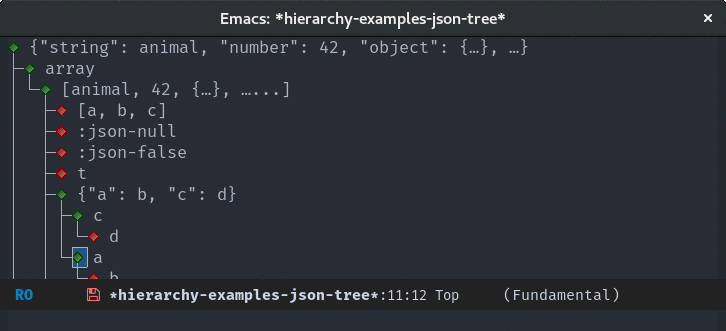 Emacs: *hierarchy-examples-json-tree*
{"string": animal, "number": 42, "object": {…}, …}
array
[animal, 42, {…}, …...]
[a, b, c]
:json-null
:json-false
t
{"a": b, "c": d}
c
d
a
b
RO *hierarchy-examples-json-tree*:11:12 Top (Fundamental)